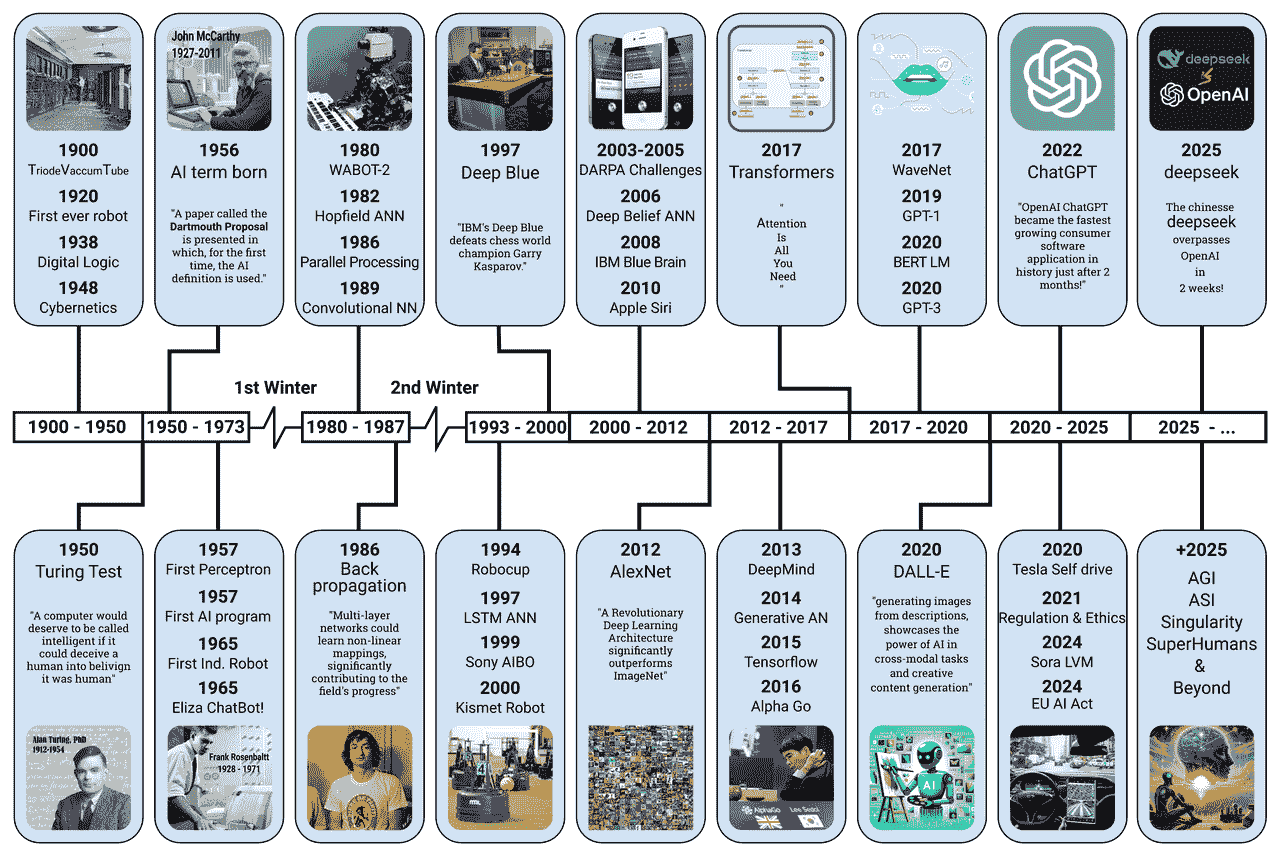 John McCarthy
1927-2011
deepseek
VS
OpenAI
1900
TriodeVaccumTube
1920
First ever robot
1938
Digital Logic
1948
Cybernetics
1956
AI term born
"A paper called the
Dartmouth Proposal
is presented in
which, for the first
time, the AI
definition is used."
1980
WABOT-2
1982
Hopfield ANN
1986
Parallel Processing
1989
Convolutional NN
1997
Deep Blue
"IBM's Deep Blue
defeats chess world
champion Garry
Kasparov."
2003-2005
DARPA Challenges
2006
Deep Belief ANN
2008
IBM Blue Brain
2010
Apple Siri
2017
Transformers
"
Attention
Is
All
You
Need
"
2017
WaveNet
2019
GPT-1
2020
BERT LM
2020
GPT-3
2022
ChatGPT
"OpenAI ChatGPT
became the fastest
growing consumer
software
application in
history just after 2
months!"
2025
deepseek
The chinesse
deepseek
overpasses
OpenAI
in
2 weeks!
1st Winter
2nd Winter
1900 - 1950
1950 - 1973
1980 - 1987
1993 - 2000
2000 - 2012
2012 - 2017
2017 - 2020
2020 - 2025
2025 - ...
1950
Turing Test
"A computer would
deserve to be called
intelligent if it
could deceive a
human into belivign
it was human"
Alan Turing, PhD
1912-1954
1957
First Perceptron
1957
First AI program
1965
First Ind. Robot
1965
Eliza ChatBot!
Frank Rosenbaltt
1928 - 1971
1986
Back
propagation
"Multi-layer
networks could
learn non-linear
mappings,
significantly
contributing to the
field's progress"
1994
Robocup
1997
LSTM ANN
1999
Sony AIBO
2000
Kismet Robot
4
2012
AlexNet
"A Revolutionary
Deep Learning
Architecture
significantly
outperforms
ImageNet"
2013
DeepMind
2014
Generative AN
2015
Tensorflow
2016
Alpha Go
AlphaGo
Lee Sedol
2020
DALL-E
"generating images
from descriptions,
showcases the
power of AI in
cross-modal tasks
and creative
content generation"
AI
2020
Tesla Self drive
2021
Regulation & Ethics
2024
Sora LVM
2024
EU AI Act
+2025
AGI
ASI
Singularity
SuperHumans
&
Beyond